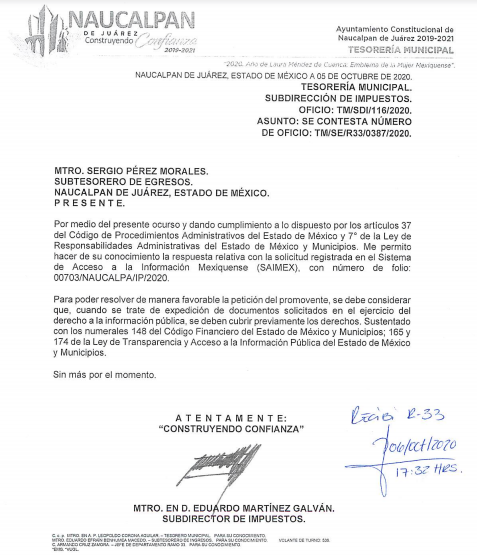 NAUCALPAN
DE JUÁREZ
Construyendo Confianza
2019-2021
Ayuntamiento Constitucional de
Naucalpan de Juárez 2019-2021
TESORERÍA MUNICIPAL
"2020. Año de Laura Méndez de Cuenca: Emblema de la Mujer Mexiquense".
NAUCALPAN DE JUÁREZ, ESTADO DE MÉXICO A 05 DE OCTUBRE DE 2020.
TESORERÍA MUNICIPAL.
SUBDIRECCIÓN DE IMPUESTOS.
OFICIO: TM/SDI/116/2020.
ASUNTO: SE CONTESTA NÚMERO
DE OFICIO: TM/SE/R33/0387/2020.
MTRO. SERGIO PÉREZ MORALES.
SUBTESORERO DE EGRESOS.
NAUCALPAN DE JUÁREZ, ESTADO DE MÉXICO.
P R E S E N T E.
Por medio del presente ocurso y dando cumplimiento a lo dispuesto por los artículos 37
del Código de Procedimientos Administrativos del Estado de México y 7° de la Ley de
Responsabilidades Administrativas del Estado de México y Municipios. Me permito
hacer de su conocimiento la respuesta relativa con la solicitud registrada en el Sistema
de Acceso a la Información Mexiquense (SAIMEX), con número de folio:
00703/NAUCALPA/IP/2020.
Para poder resolver de manera favorable la petición del promovente, se debe considerar
que, cuando se trate de expedición de documentos solicitados en el ejercicio del
derecho a la información pública, se deben cubrir previamente los derechos. Sustentado
con los numerales 148 del Código Financiero del Estado de México y Municipios; 165 y
174 de la Ley de Transparencia y Acceso a la Información Pública del Estado de México
y Municipios.
Sin más por el momento.
A T E N T A M E N T E:
"CONSTRUYENDO CONFIANZA"
Recibí R-33
06/Oct/2020
17:32 HRS.
MTRO. EN D. EDUARDO MARTÍNEZ GALVÁN.
SUBDIRECTOR DE IMPUESTOS.
C. c. p. MTRO. EN A. P. LEOPOLDO CORONA AGUILAR. – TESORERO MUNICIPAL. PARA SU CONOCIMIENTO.
MTRO. EDUARDO EFRAÍN BENHUMEA MACEDO. – SUBTESORERO DE INGRESOS. PARA SU CONOCIMIENTO. VOLANTE DE TURNO:
C. ARMANDO CRUZ ZAMORA – JEFE DE DEPARTAMENTO RAMO 33 PARA SU CONOCIMIENTO.